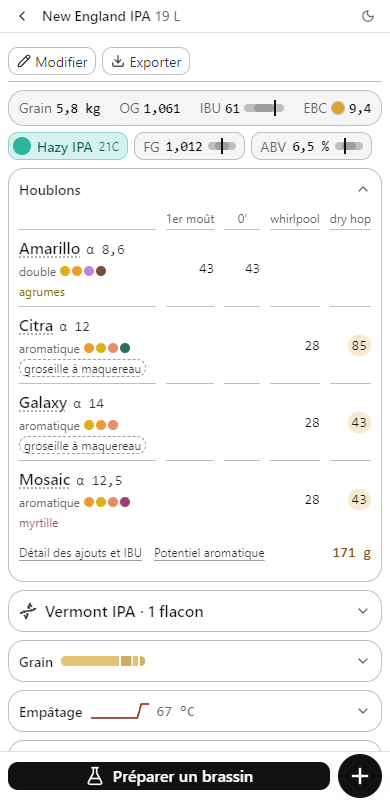 New England IPA 19 L
Modifier Exporter
Grain 5,8 kg OG 1,061 IBU 61 EBC 9,4
Hazy IPA 21C FG 1,012 ABV 6,5 %
Houblons
1er moût 0' whirlpool dry hop
Amarillo α 8,6
double 43 43
agrumes
Citra α 12
aromatique 28 85
groseille à maquereau
Galaxy α 14
aromatique 28 43
groseille à maquereau
Mosaic α 12,5
aromatique 28 43
myrtille
Détail des ajouts et IBU Potentiel aromatique 171 g
Vermont IPA · 1 flacon
Grain
Empâtage 67 °C
Préparer un brassin